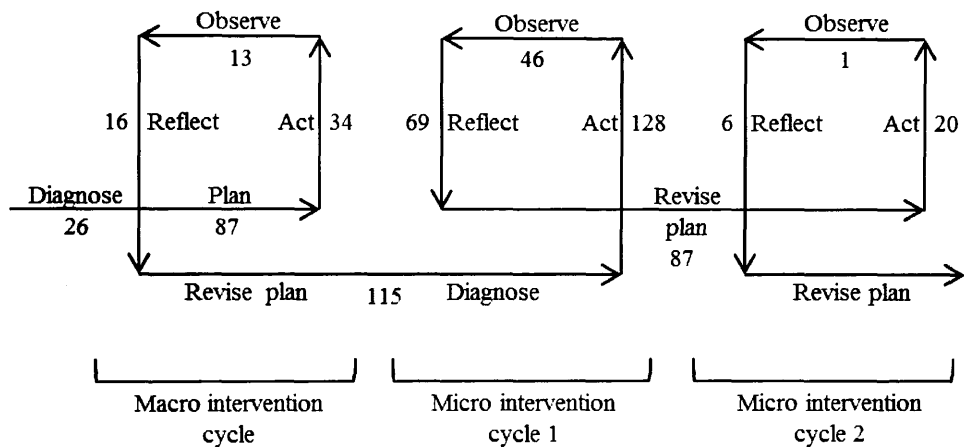 Observe Observe Observe
13 46 1
16 Reflect Act 34 69 Reflect Act 128 6 Reflect Act 20
Diagnose Plan Revise
26 87 plan
87
Revise plan 115 Diagnose Revise plan
Macro intervention Micro intervention Micro intervention
cycle cycle 1 cycle 2